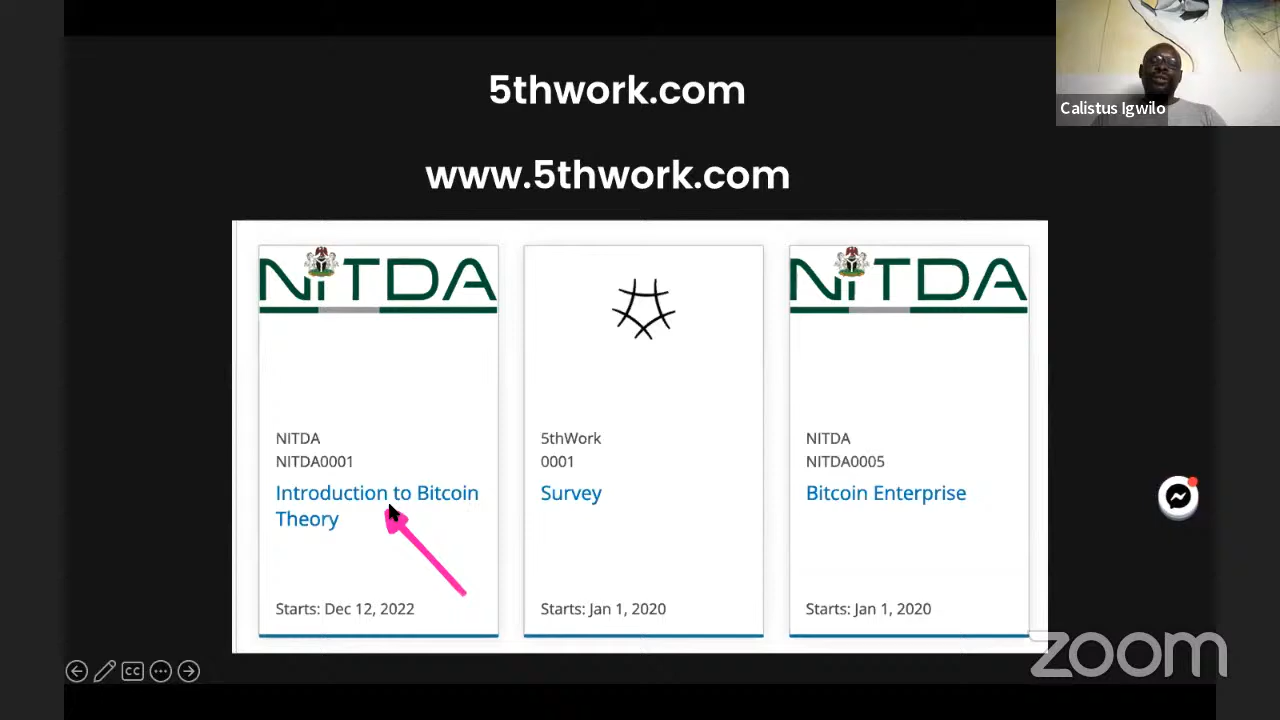 5thwork.com
Calistus Igwilo
www.5thwork.com
NiTDA
NiTDA
NITDA
NITDA0001
Introduction to Bitcoin
Theory
Starts: Dec 12, 2022
5thWork
0001
Survey
Starts: Jan 1, 2020
NITDA
NITDA0005
Bitcoin Enterprise
Starts: Jan 1, 2020
CC
zoom